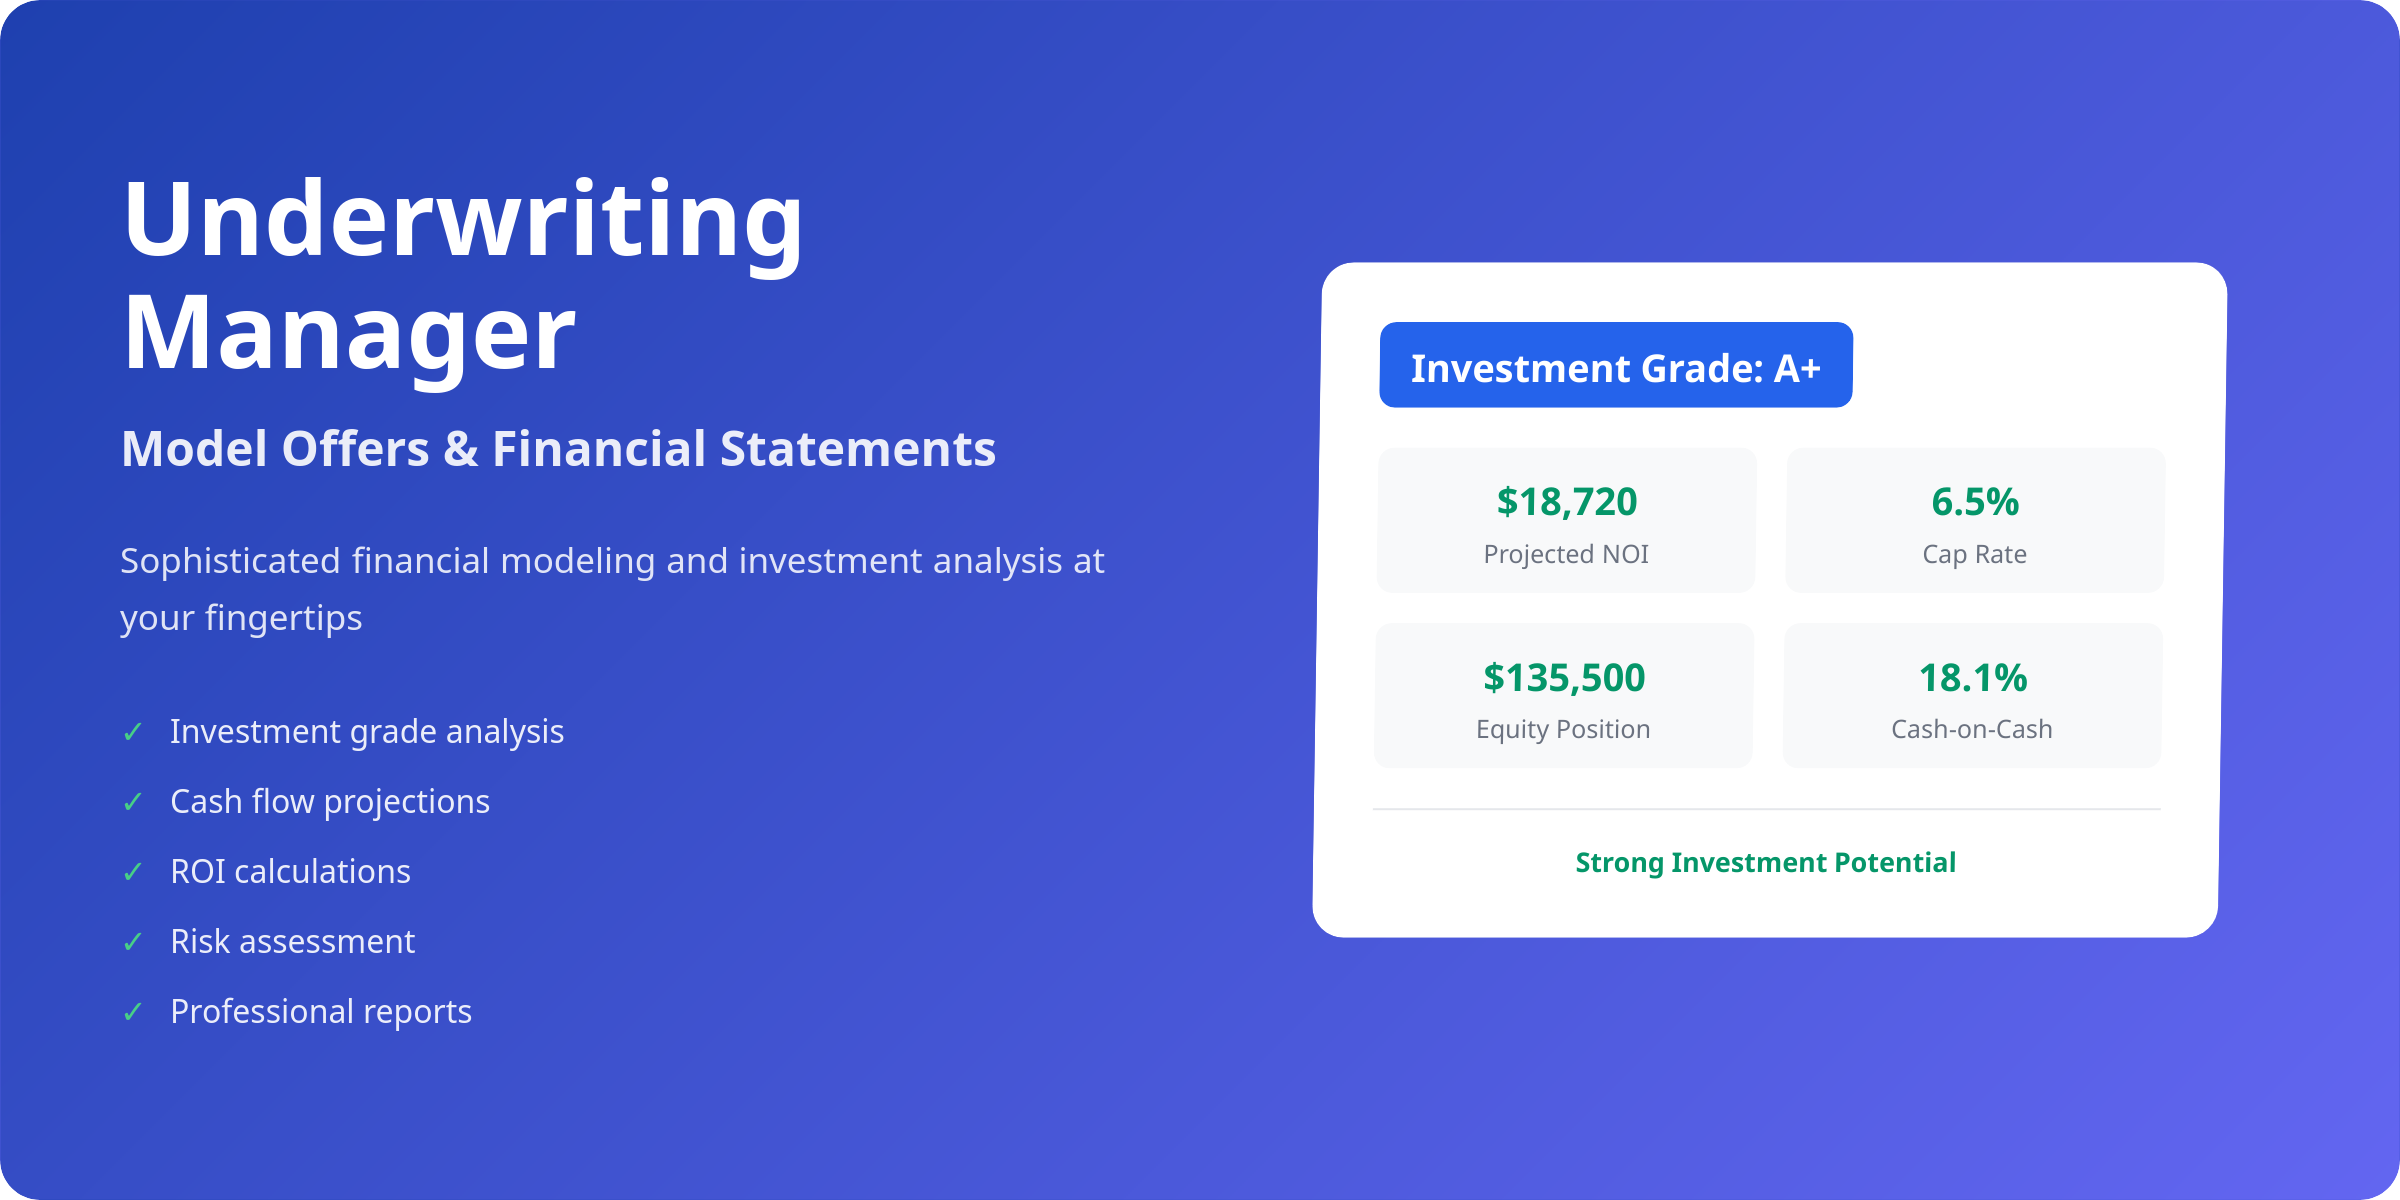 Underwriting
Manager
Model Offers & Financial Statements
Sophisticated financial modeling and investment analysis at
your fingertips
✓ Investment grade analysis
✓ Cash flow projections
✓ ROI calculations
✓ Risk assessment
✓ Professional reports
Investment Grade: A+
$18,720
Projected NOI
6.5%
Cap Rate
$135,500
Equity Position
18.1%
Cash-on-Cash
Strong Investment Potential